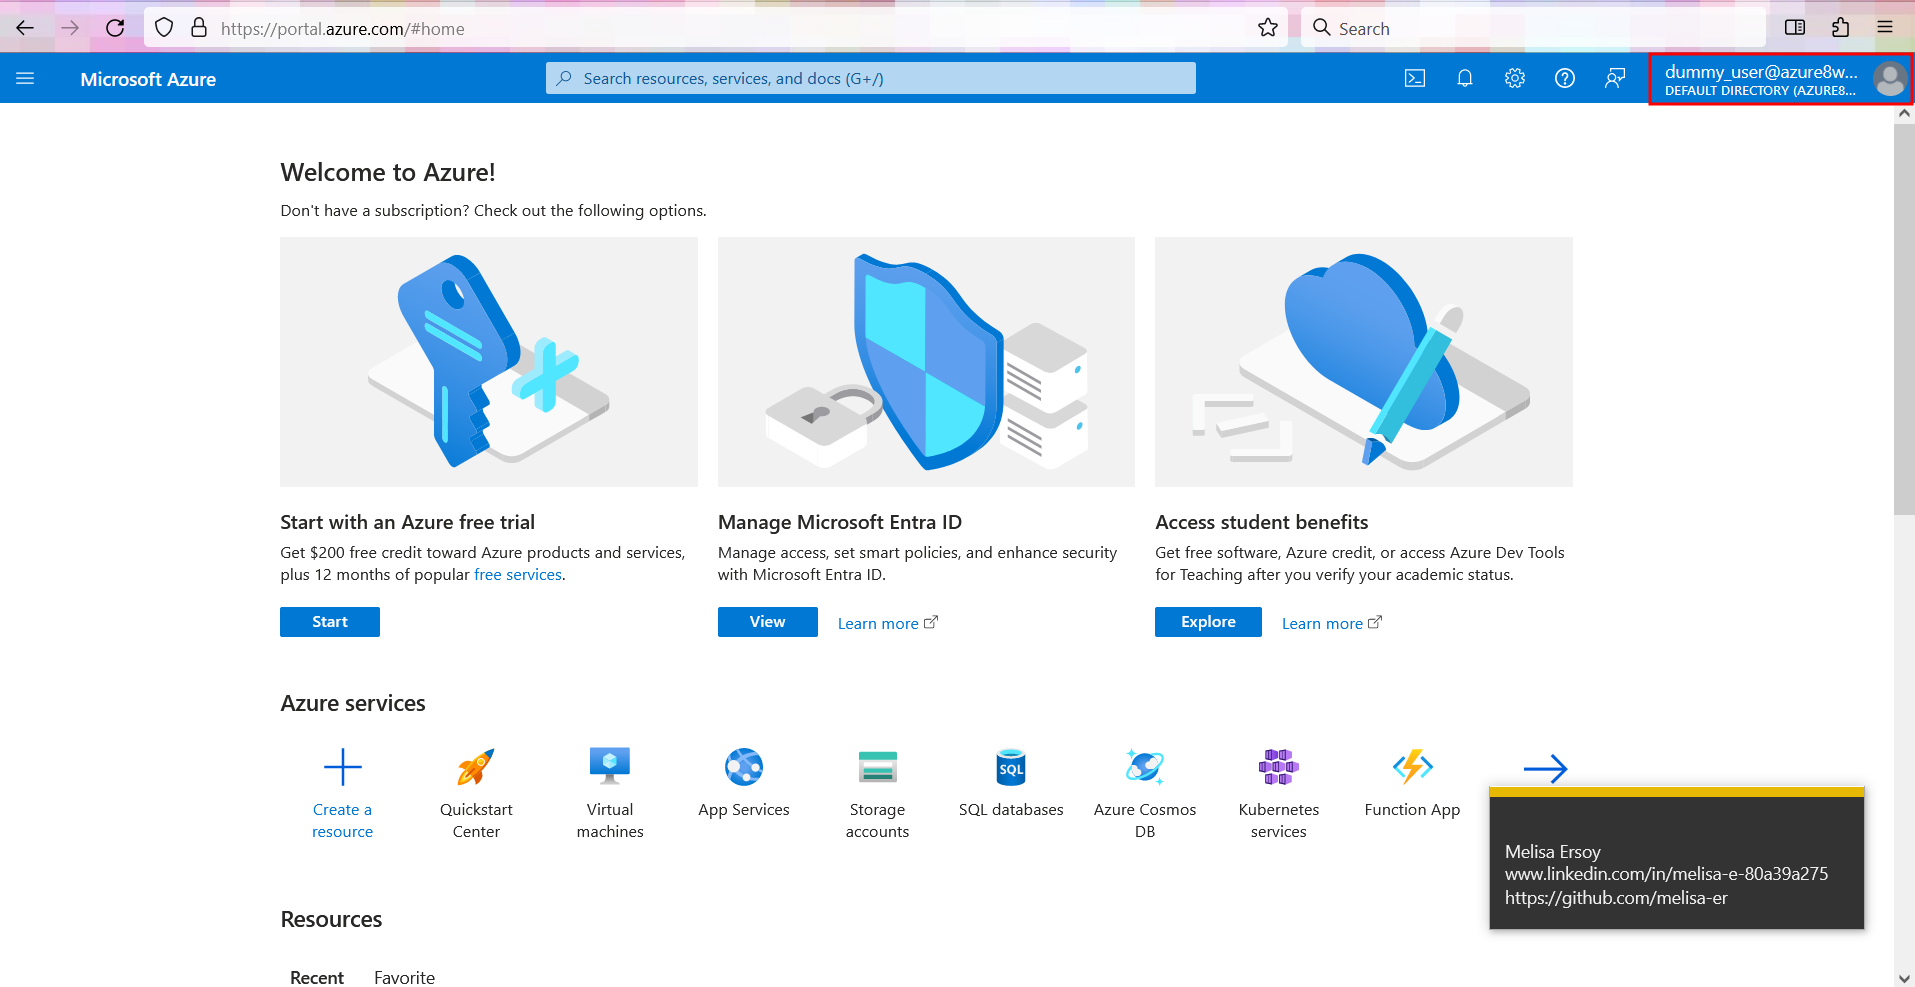 https://portal.azure.com/#home
Search
Microsoft Azure
Search resources, services, and docs (G+/)
dummy_user@azure8w...
DEFAULT DIRECTORY (AZURE8...
Welcome to Azure!
Don't have a subscription? Check out the following options.
Start with an Azure free trial
Get $200 free credit toward Azure products and services,
plus 12 months of popular free services.
Start
Manage Microsoft Entra ID
Manage access, set smart policies, and enhance security
with Microsoft Entra ID.
View
Learn more
Access student benefits
Get free software, Azure credit, or access Azure Dev Tools
for Teaching after you verify your academic status.
Explore
Learn more
Azure services
Create a
resource
Quickstart
Center
Virtual
machines
App Services
Storage
accounts
SQL
SQL databases
Azure Cosmos
DB
Kubernetes
services
Function App
Melisa Ersoy
www.linkedin.com/in/melisa-e-80a39a275
https://github.com/melisa-er
Resources
Recent
Favorite